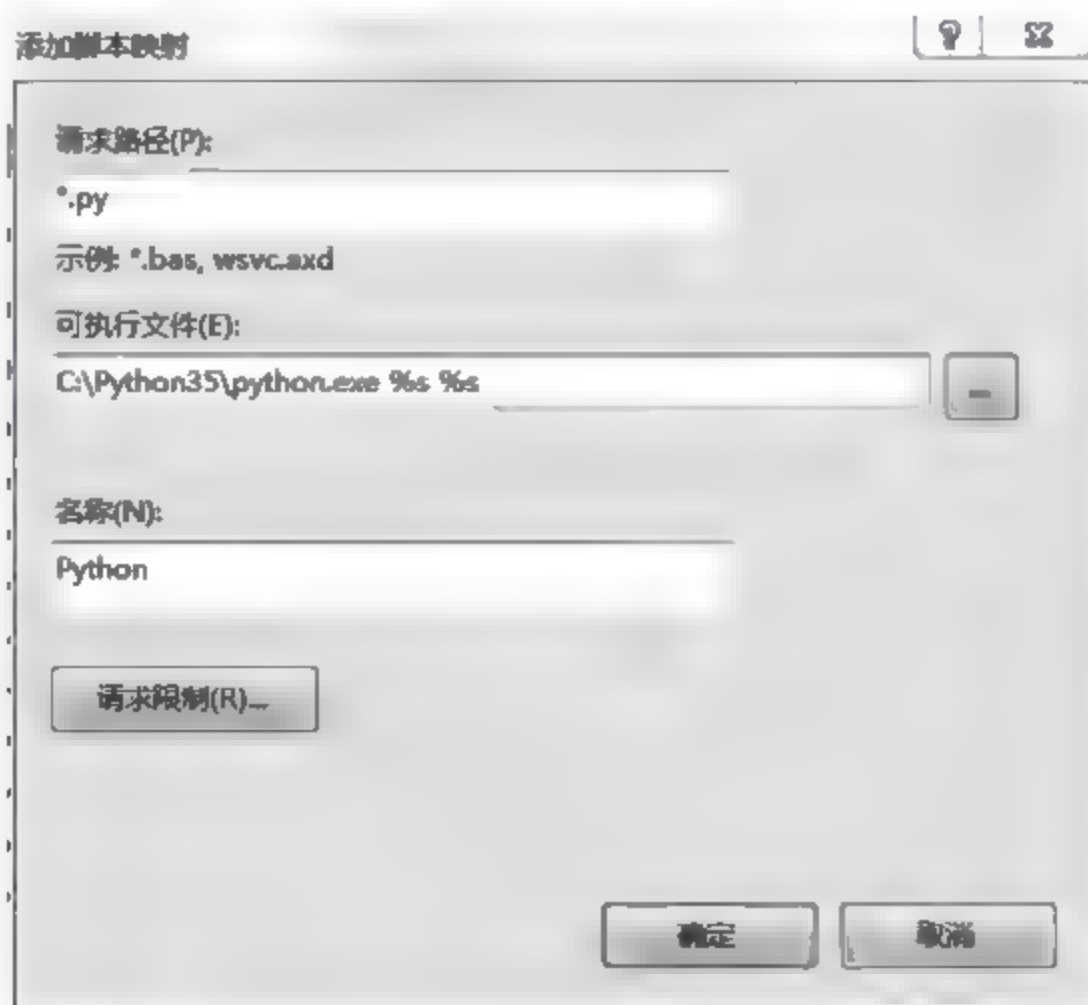 添加脚本映射
请求路径(P):
*.py
示例: *.bas, wsvc.axd
可执行文件(E):
C:\Python35\python.exe %s %s
...
名称(N):
Python
请求限制(R)...
确定 取消